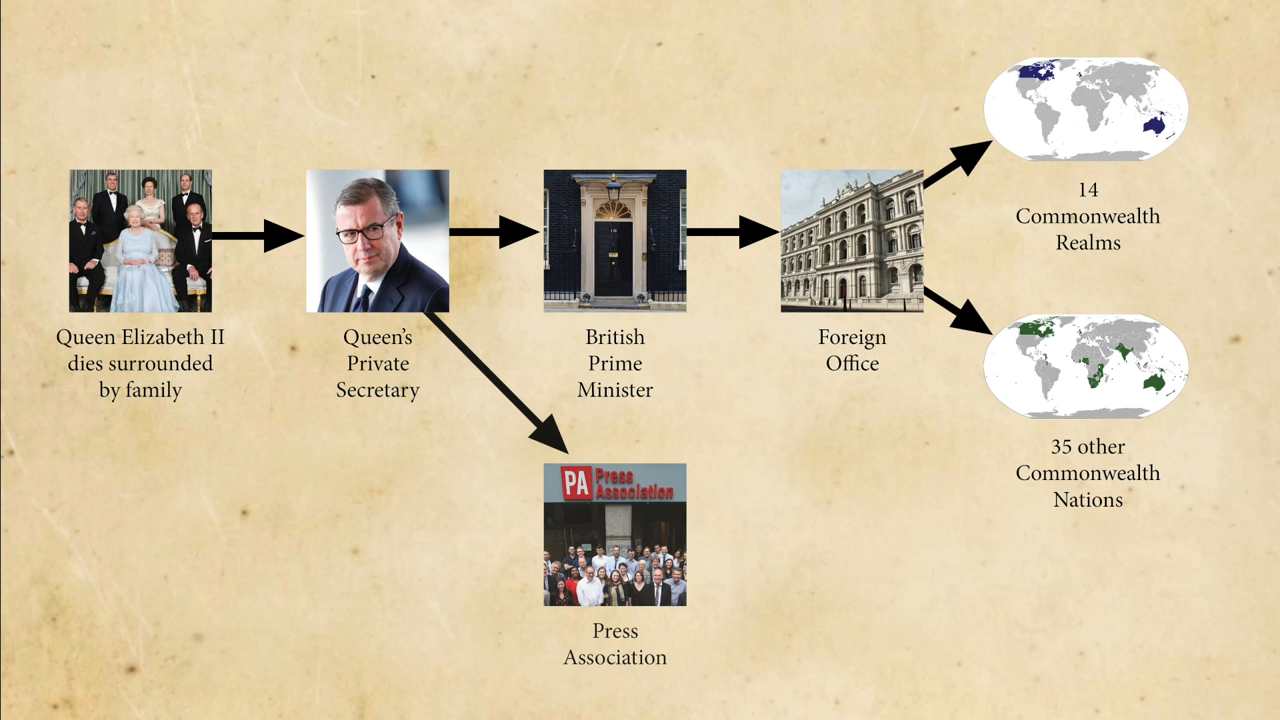 14
Commonwealth
Realms
Queen Elizabeth II
dies surrounded
by family
Queen's
Private
Secretary
10
British
Prime
Minister
Foreign
Office
35 other
Commonwealth
Nations
PA Press
Association
Press
Association